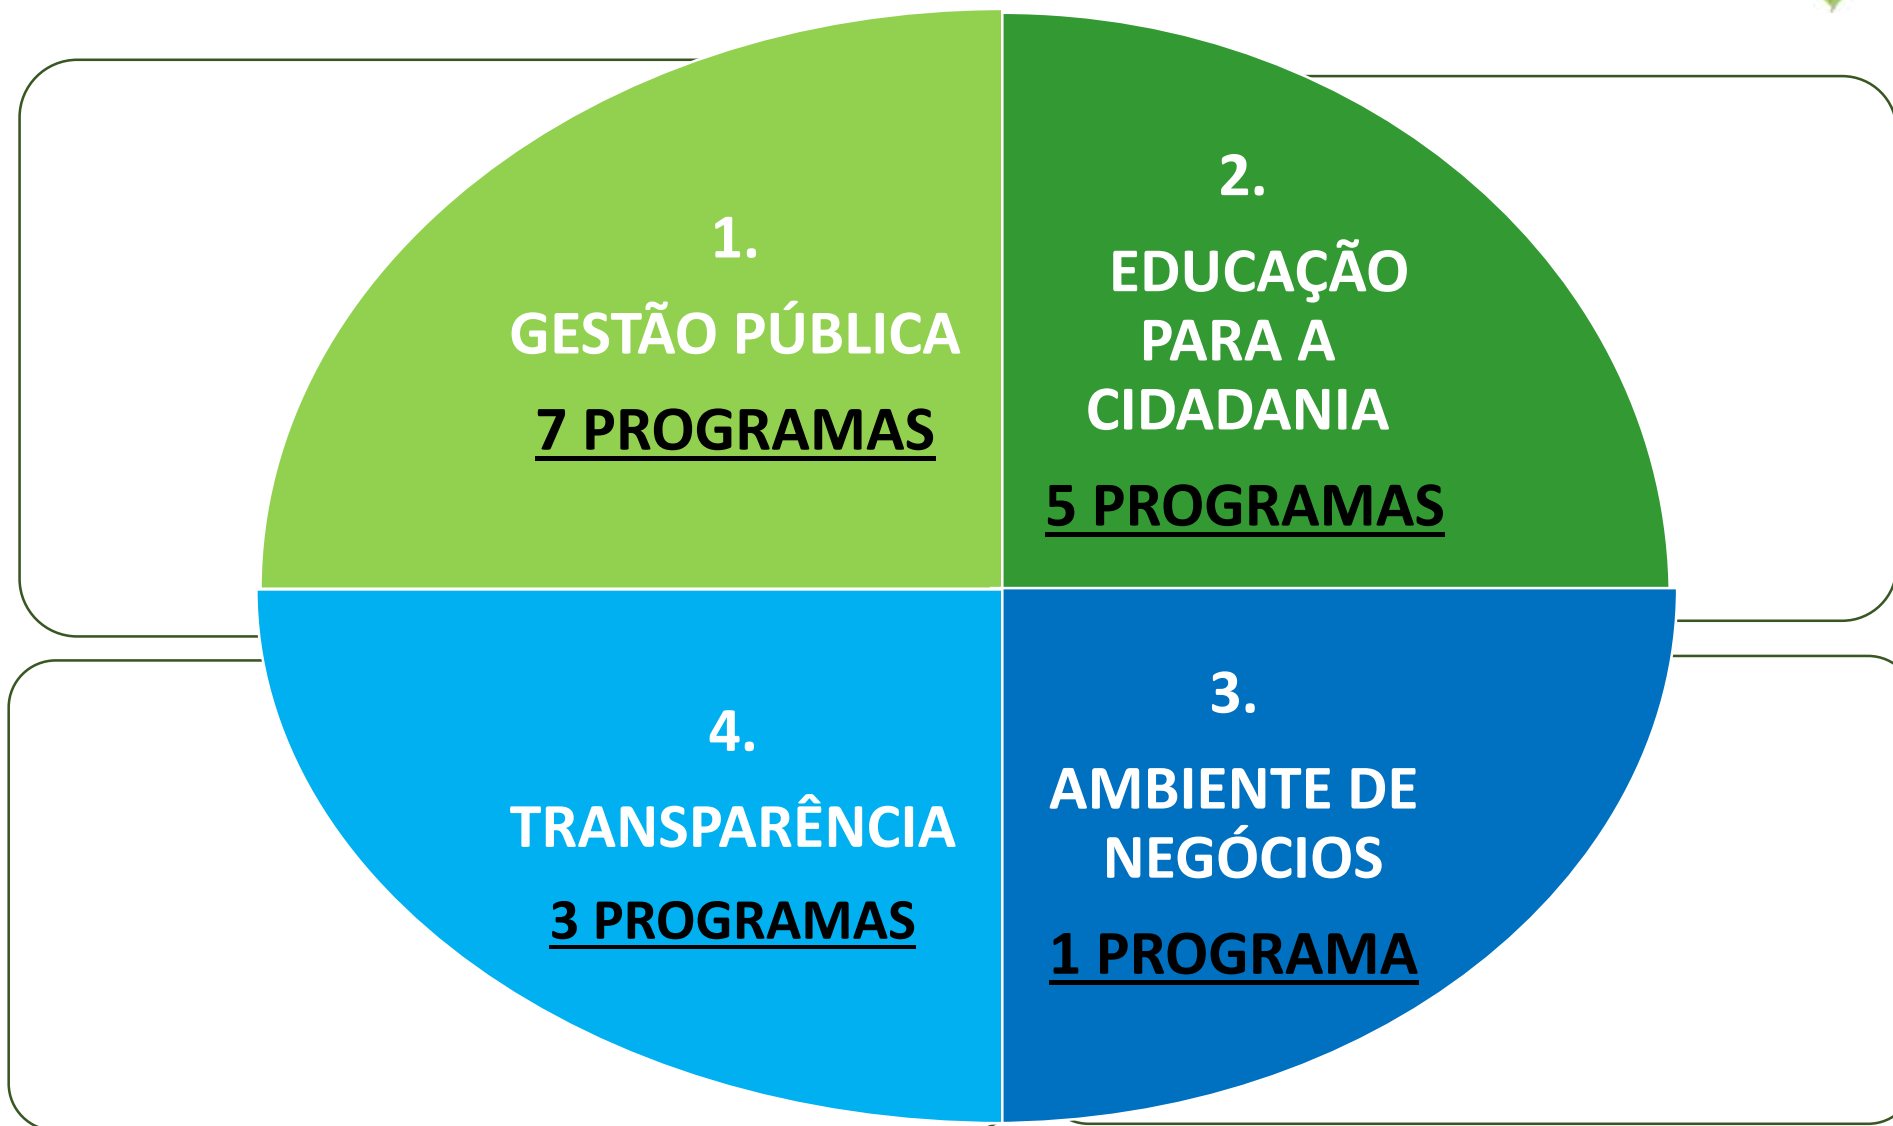 1.
GESTÃO PÚBLICA
7 PROGRAMAS
2.
EDUCAÇÃO
PARA A
CIDADANIA
5 PROGRAMAS
4.
TRANSPARÊNCIA
3 PROGRAMAS
3.
AMBIENTE DE
NEGÓCIOS
1 PROGRAMA